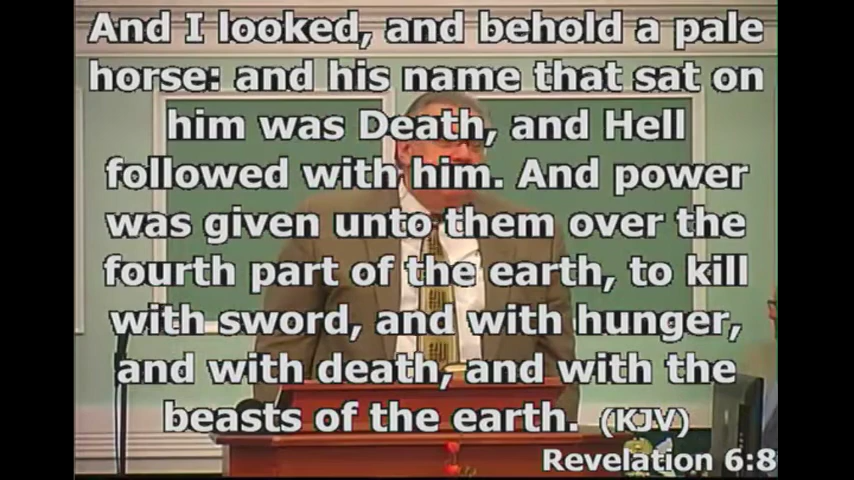 And I looked, and behold a pale
horse: and his name that sat on
him was Death, and Hell
followed with him. And power
was given unto them over the
fourth part of the earth, to kill
with sword, and with hunger,
and with death, and with the
beasts of the earth. (KJV)
Revelation 6:8